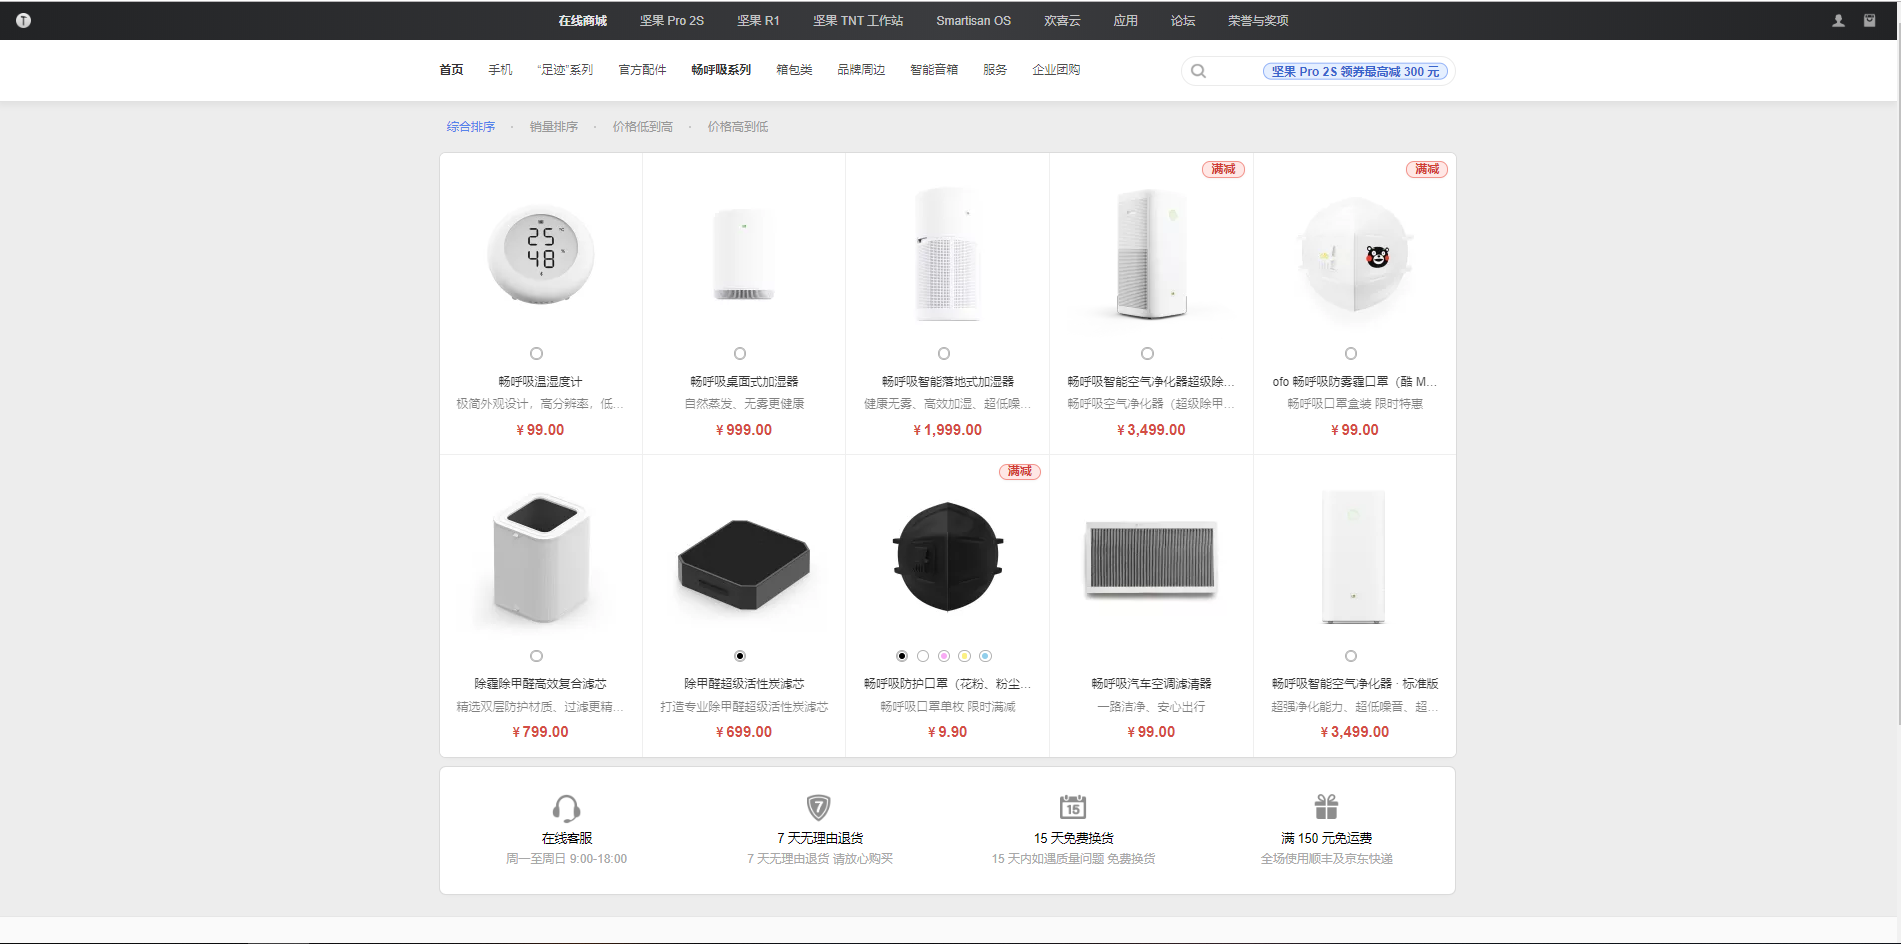 在线商城 坚果 Pro 2S 坚果 R1 坚果 TNT 工作站 Smartisan OS 欢喜云 应用 论坛 荣誉与奖项
首页 手机 “足迹”系列 官方配件 畅呼吸系列 箱包类 品牌周边 智能音箱 服务 企业团购 坚果 Pro 2S 领券最高减 300 元
综合排序 · 销量排序 · 价格低到高 · 价格高到低
满减 满减
25 ℃
48 %
畅呼吸温湿度计 畅呼吸桌面式加湿器 畅呼吸智能落地式加湿器 畅呼吸智能空气净化器超级除... ofo 畅呼吸防雾霾口罩（酷 M...
极简外观设计，高分辨率，低... 自然蒸发、无雾更健康 健康无雾、高效加湿、超低噪... 畅呼吸空气净化器（超级除甲... 畅呼吸口罩盒装 限时特惠
¥ 99.00 ¥ 999.00 ¥ 1,999.00 ¥ 3,499.00 ¥ 99.00
满减
除霾除甲醛高效复合滤芯 除甲醛超级活性炭滤芯 畅呼吸防护口罩（花粉、粉尘... 畅呼吸汽车空调滤清器 畅呼吸智能空气净化器 · 标准版
精选双层防护材质、过滤更精... 打造专业除甲醛超级活性炭滤芯 畅呼吸口罩单枚 限时满减 一路洁净、安心出行 超强净化能力、超低噪音、超...
¥ 799.00 ¥ 699.00 ¥ 9.90 ¥ 99.00 ¥ 3,499.00
7 15
在线客服 7 天无理由退货 15 天免费换货 满 150 元免运费
周一至周日 9:00-18:00 7 天无理由退货 请放心购买 15 天内如遇质量问题 免费换货 全场使用顺丰及京东快递